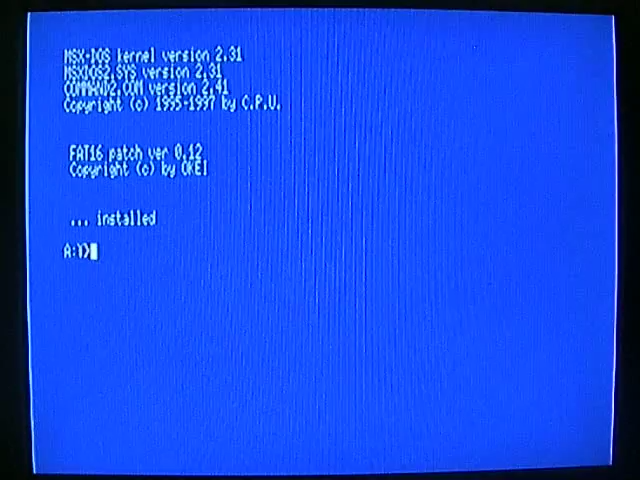 MSX-DOS kernel version 2.31
MSXDOS2.SYS version 2.31
COMMAND2.COM version 2.41
Copyright (c) 1995-1997 by C.P.U.
FAT16 patch ver 0.12
Copyright (c) by OKEI
... installed
A:¥>